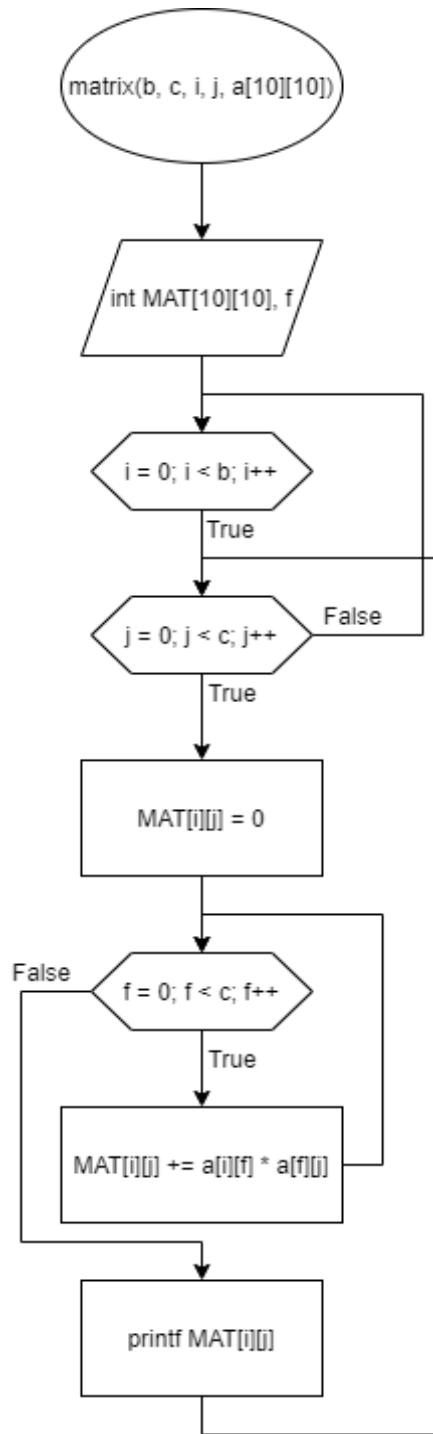 matrix(b, c, i, j, a[10][10])
int MAT[10][10], f
i = 0; i < b; i++
True
j = 0; j < c; j++
False
True
MAT[i][j] = 0
False
f = 0; f < c; f++
True
MAT[i][j] += a[i][f] * a[f][j]
printf MAT[i][j]